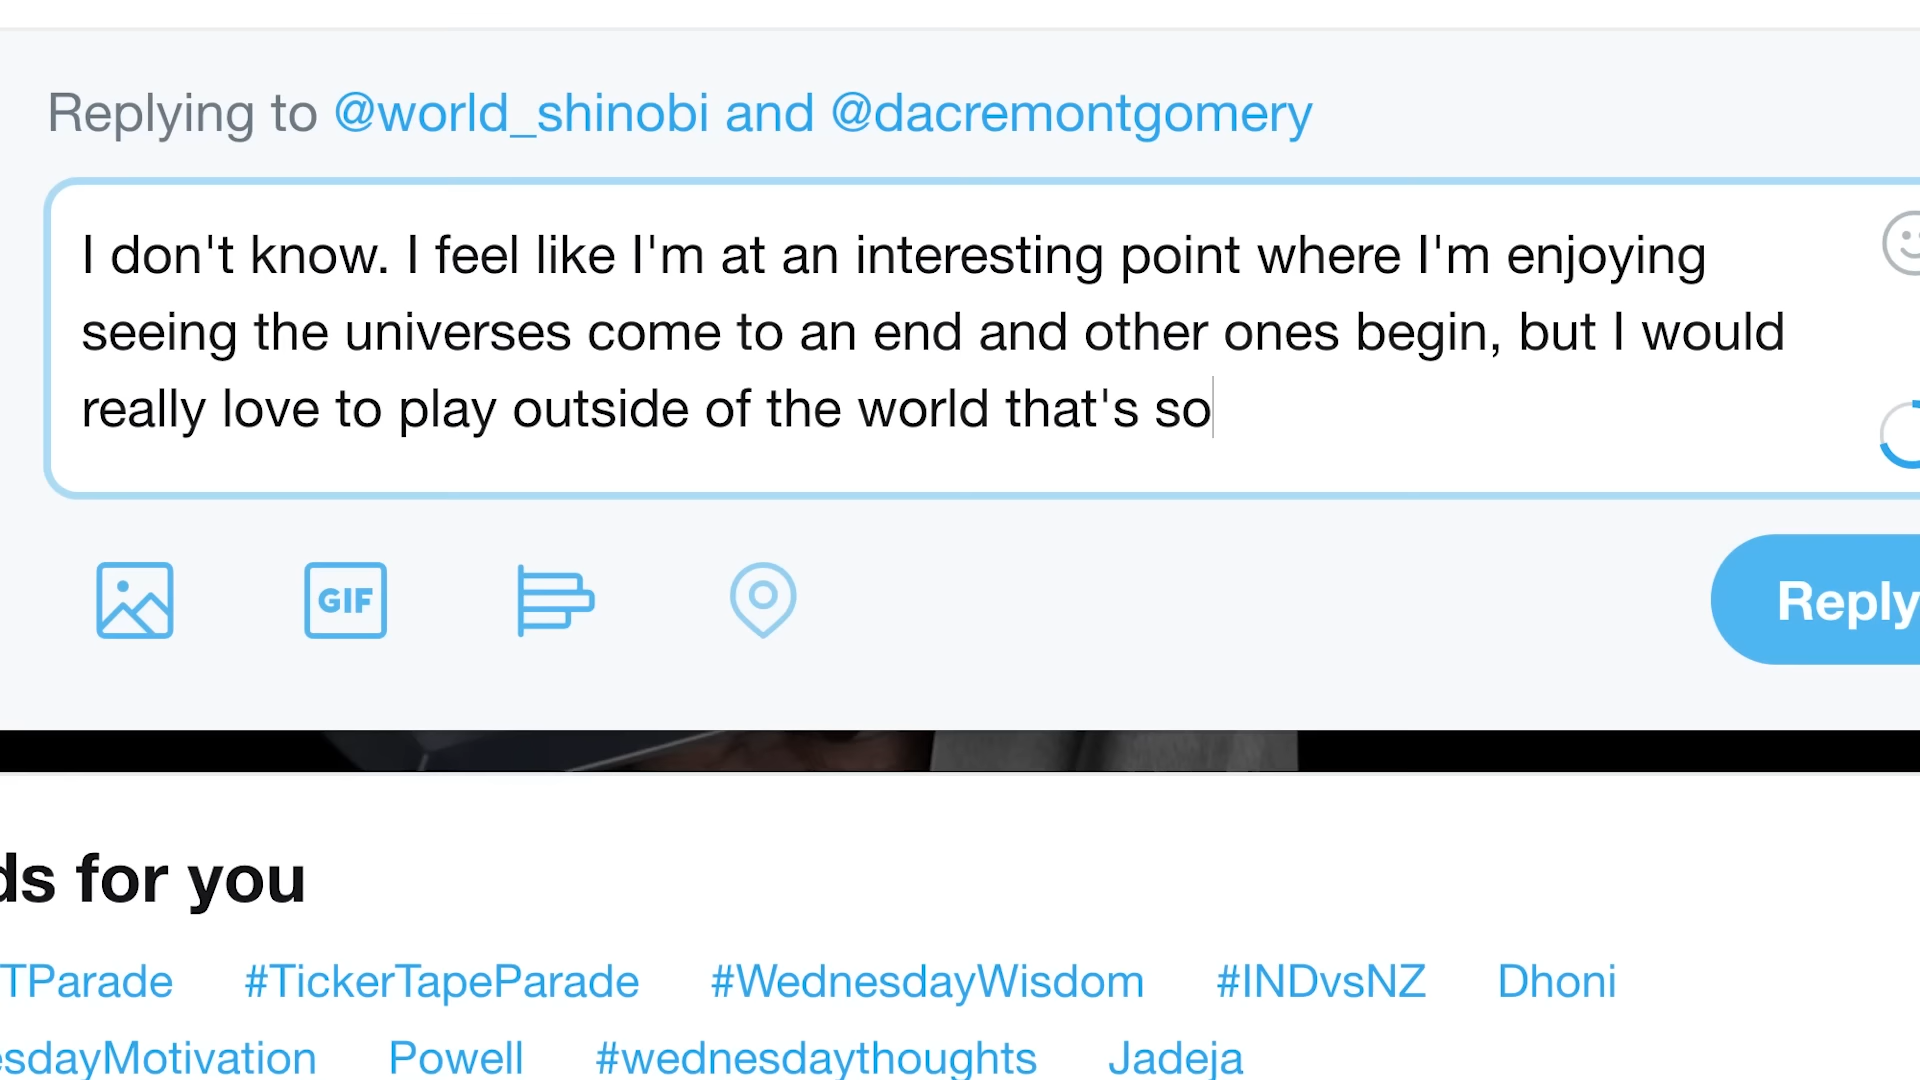 Replying to @world_shinobi and @dacremontgomery
I don't know. I feel like I'm at an interesting point where I'm enjoying
seeing the universes come to an end and other ones begin, but I would
really love to play outside of the world that's so
GIF
Reply
ds for you
TParade #TickerTapeParade #WednesdayWisdom #INDvsNZ Dhoni
esdayMotivation Powell #wednesdaythoughts Jadeja